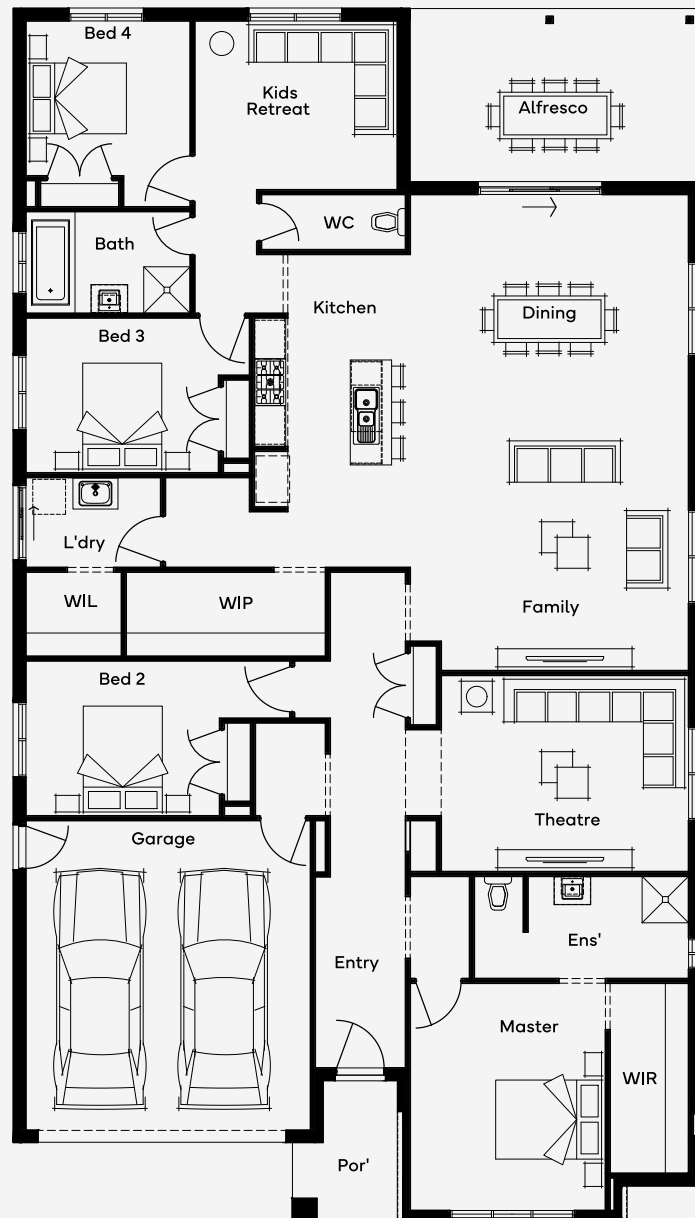 Bed 4
Kids
Retreat
Alfresco
Bath
WC
Kitchen
Dining
Bed 3
L'dry
WIL
WIP
Family
Bed 2
Theatre
Garage
Entry
Ens'
Master
WIR
Por'